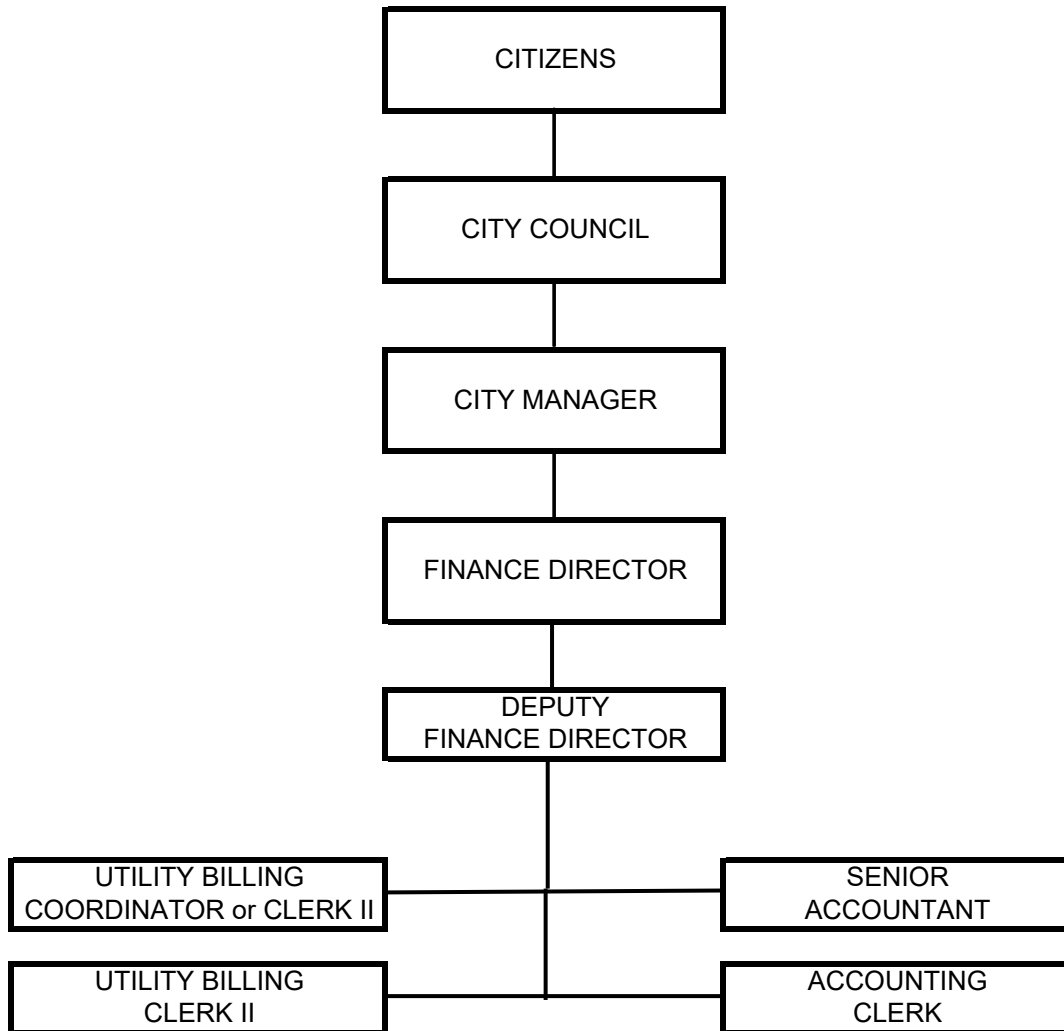 CITIZENS
CITY COUNCIL
CITY MANAGER
FINANCE DIRECTOR
DEPUTY
FINANCE DIRECTOR
UTILITY BILLING
COORDINATOR or CLERK II
SENIOR
ACCOUNTANT
UTILITY BILLING
CLERK II
ACCOUNTING
CLERK